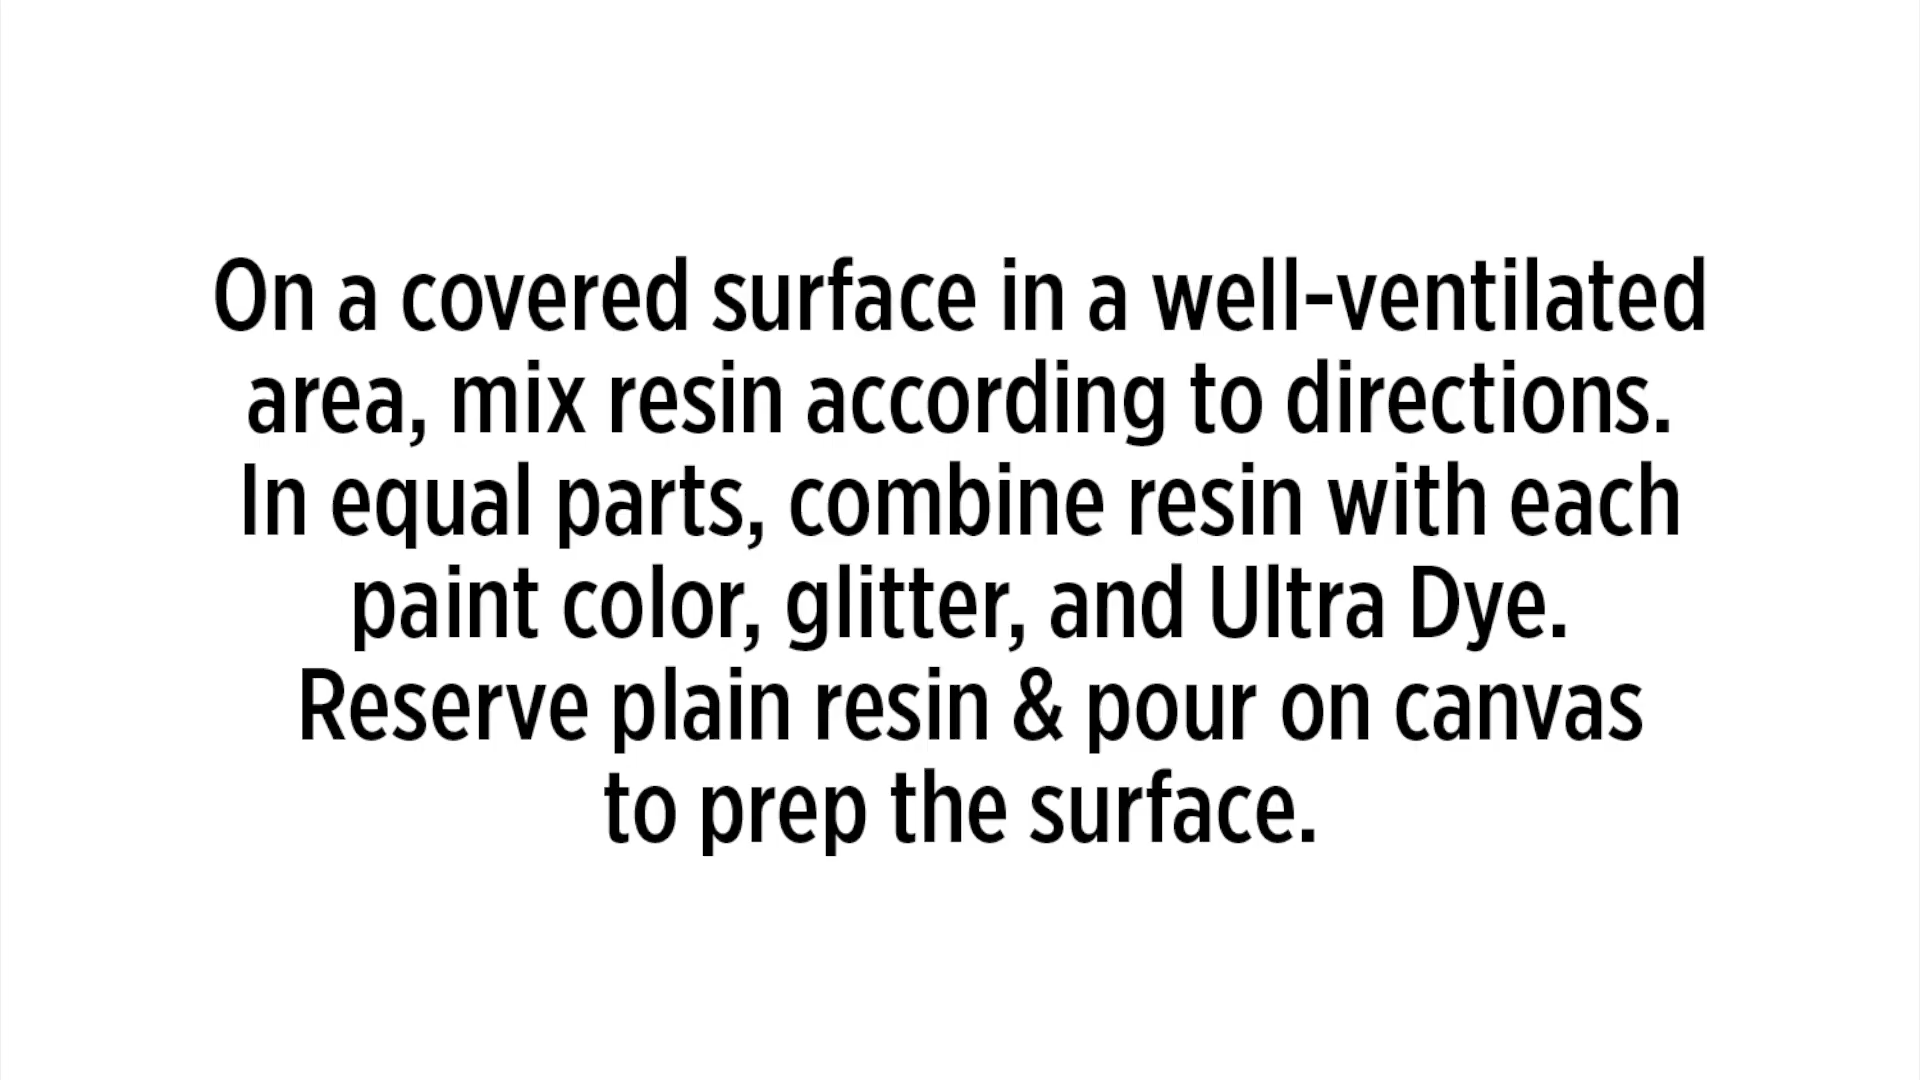 On a covered surface in a well-ventilated
area, mix resin according to directions.
In equal parts, combine resin with each
paint color, glitter, and Ultra Dye.
Reserve plain resin & pour on canvas
to prep the surface.